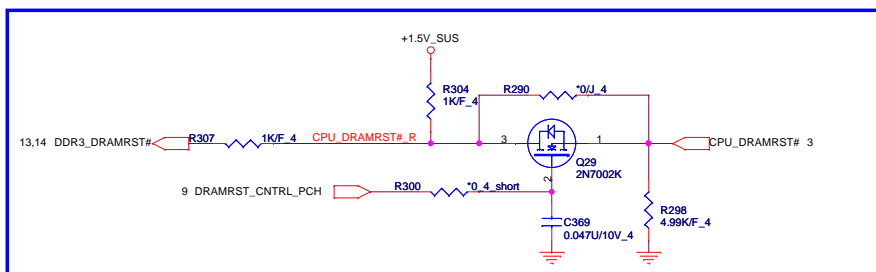 +1.5V_SUS
R304
1K/F_4
R290
*0/J_4
13,14 DDR3_DRAMRST#
R307
1K/F_4
CPU_DRAMRST#_R
3
1
CPU_DRAMRST# 3
Q29
2N7002K
2
9 DRAMRST_CNTRL_PCH
R300
*0_4_short
C369
0.047U/10V_4
R298
4.99K/F_4